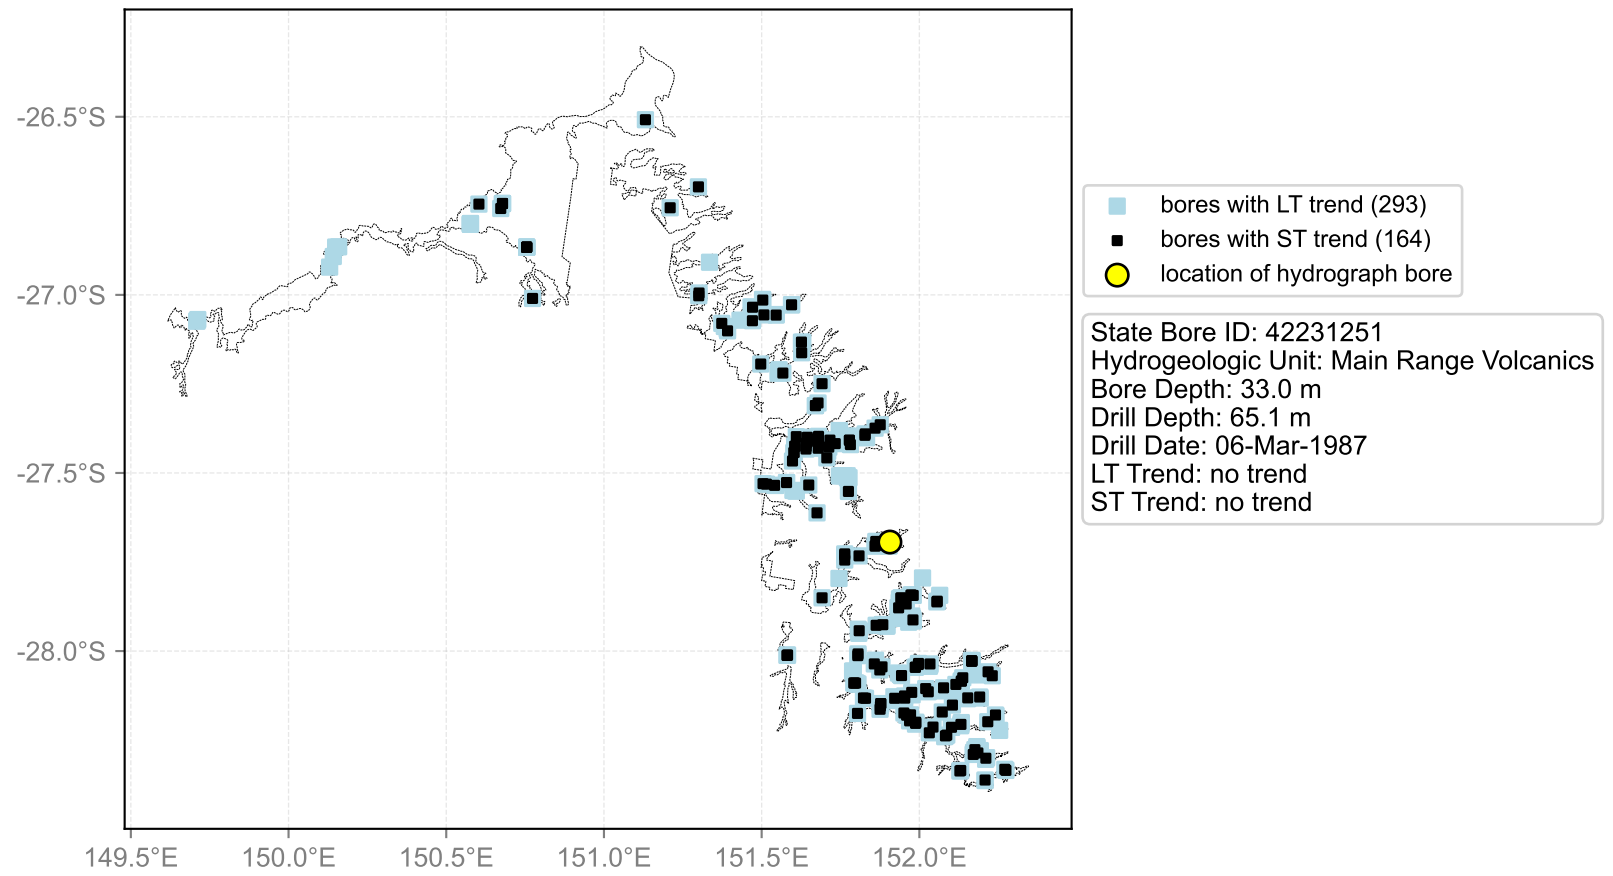 -26.5°S
-27.0°S
-27.5°S
-28.0°S
149.5°E
150.0°E
150.5°E
151.0°E
151.5°E
152.0°E
bores with LT trend (293)
bores with ST trend (164)
location of hydrograph bore
State Bore ID: 42231251
Hydrogeologic Unit: Main Range Volcanics
Bore Depth: 33.0 m
Drill Depth: 65.1 m
Drill Date: 06-Mar-1987
LT Trend: no trend
ST Trend: no trend